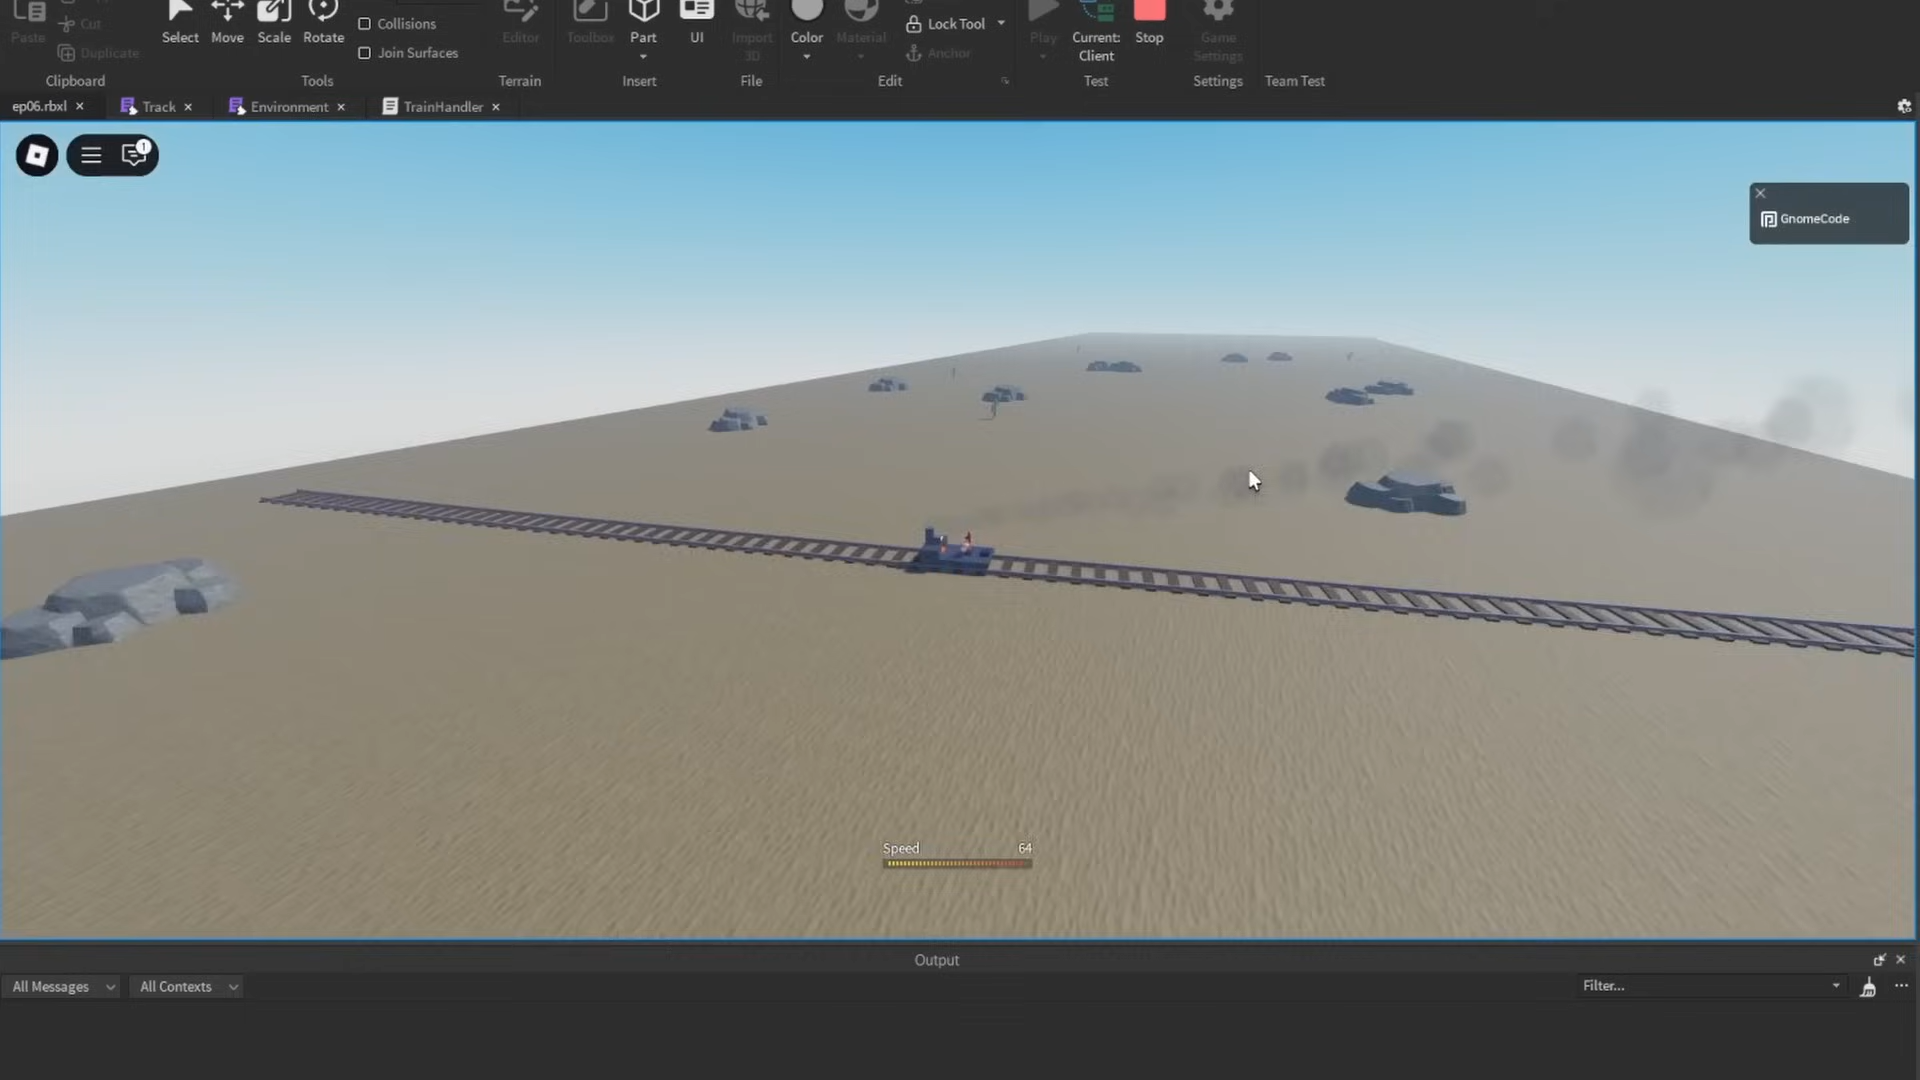 Paste
Cut
Duplicate
Clipboard
Select
Move
Scale
Rotate
Collisions
Join Surfaces
Tools
Editor
Terrain
Toolbox
Part
UI
Insert
Import
3D
File
Color
Material
Lock Tool
Anchor
Edit
Play
Current:
Client
Stop
Test
Game
Settings
Settings
Team Test
ep06.rbxl
Track
Environment
TrainHandler
1
GnomeCode
Speed 64
Output
All Messages
All Contexts
Filter...